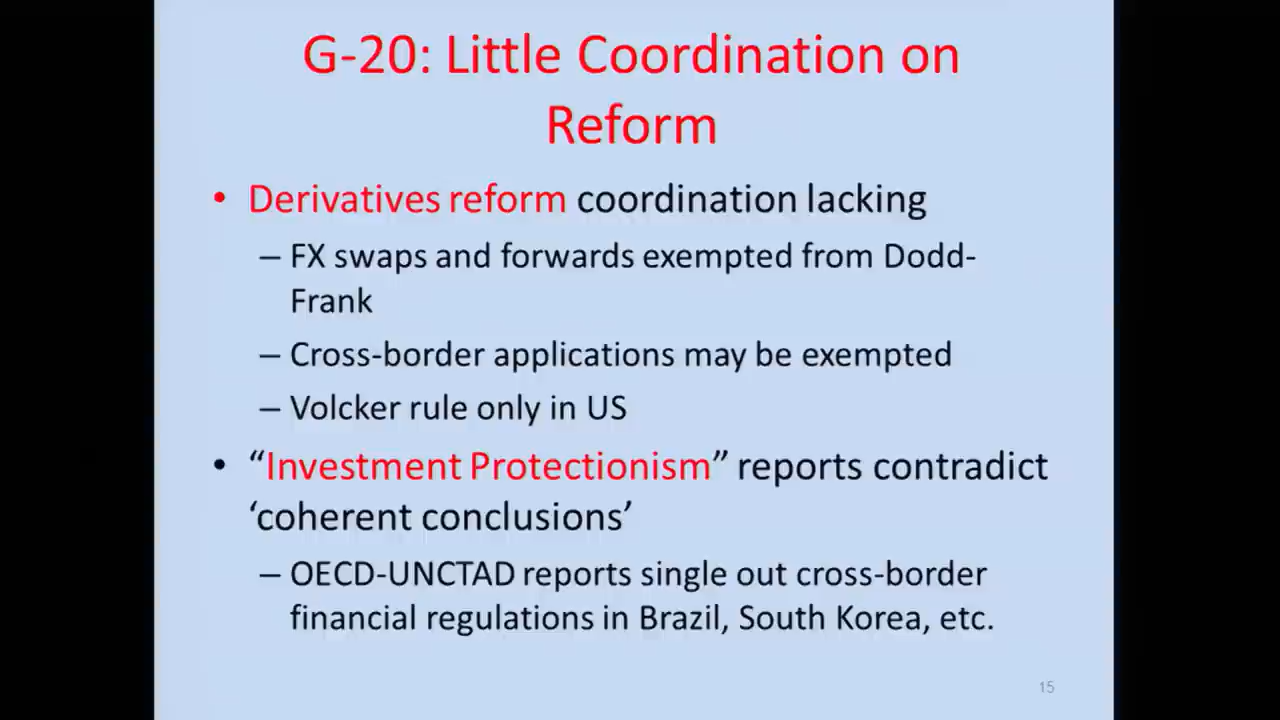 G-20: Little Coordination on
Reform
• Derivatives reform coordination lacking
– FX swaps and forwards exempted from Dodd-
Frank
– Cross-border applications may be exempted
– Volcker rule only in US
• “Investment Protectionism” reports contradict
‘coherent conclusions’
– OECD-UNCTAD reports single out cross-border
financial regulations in Brazil, South Korea, etc.
15